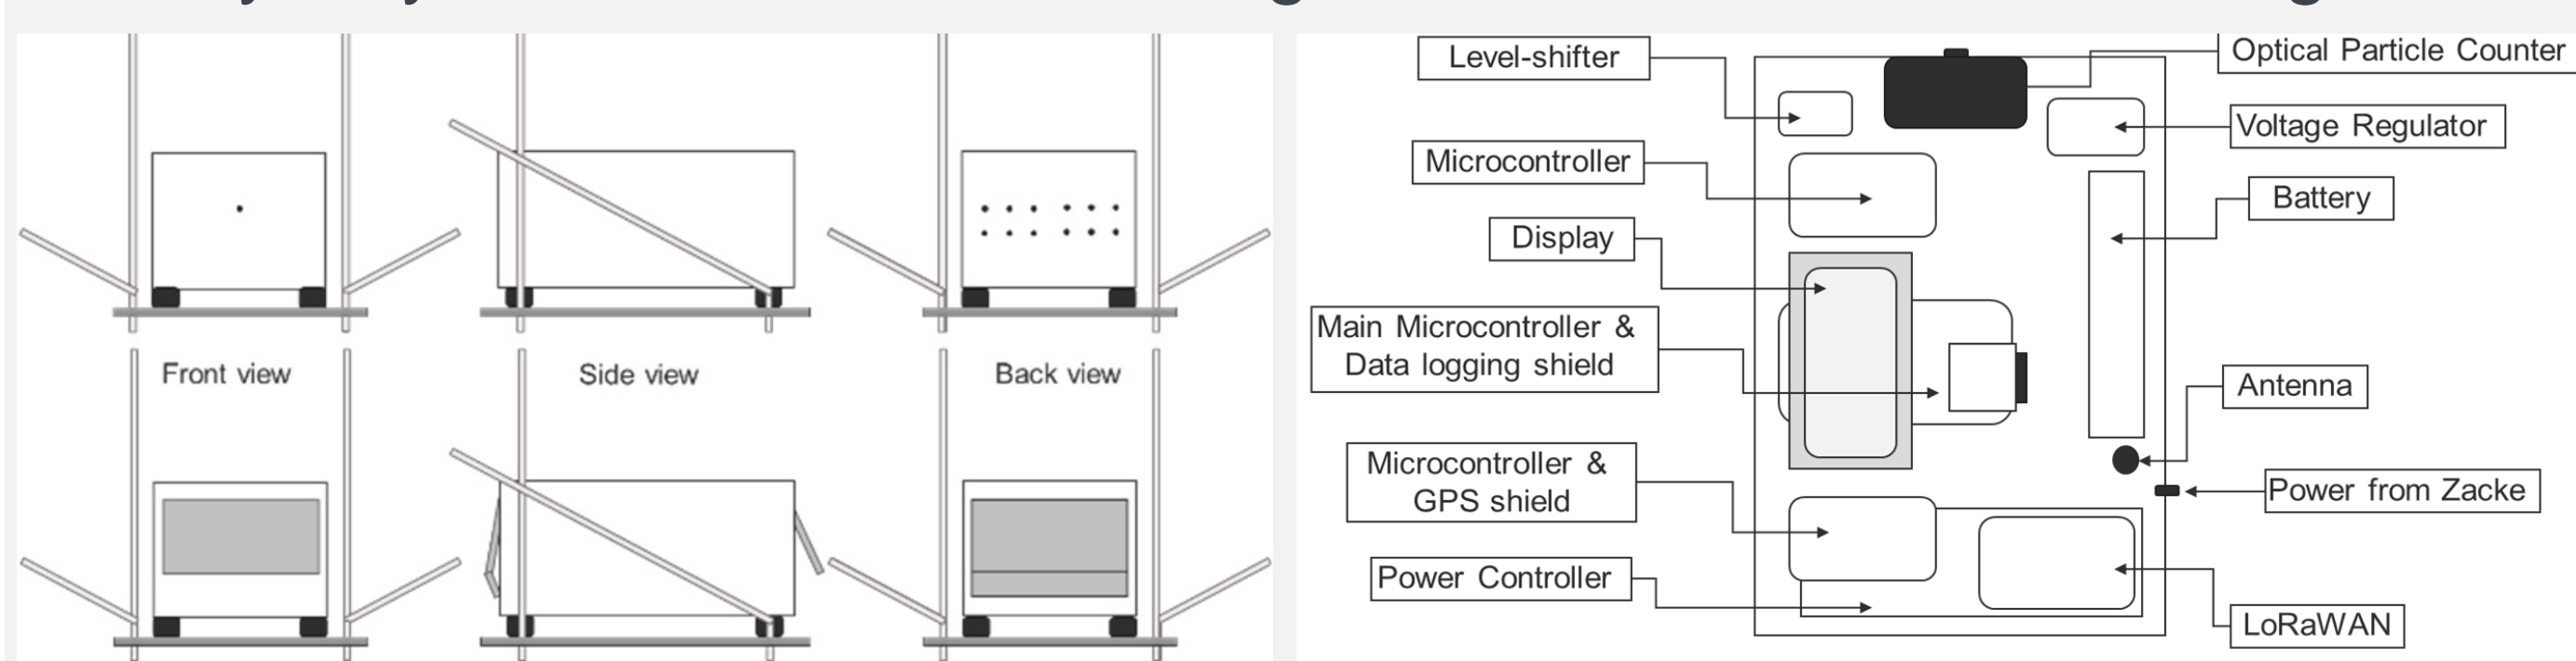 Front view
Side view
Back view
Level-shifter
Optical Particle Counter
Voltage Regulator
Microcontroller
Battery
Display
Main Microcontroller &
Data logging shield
Antenna
Microcontroller &
GPS shield
Power from Zacke
Power Controller
LoRaWAN